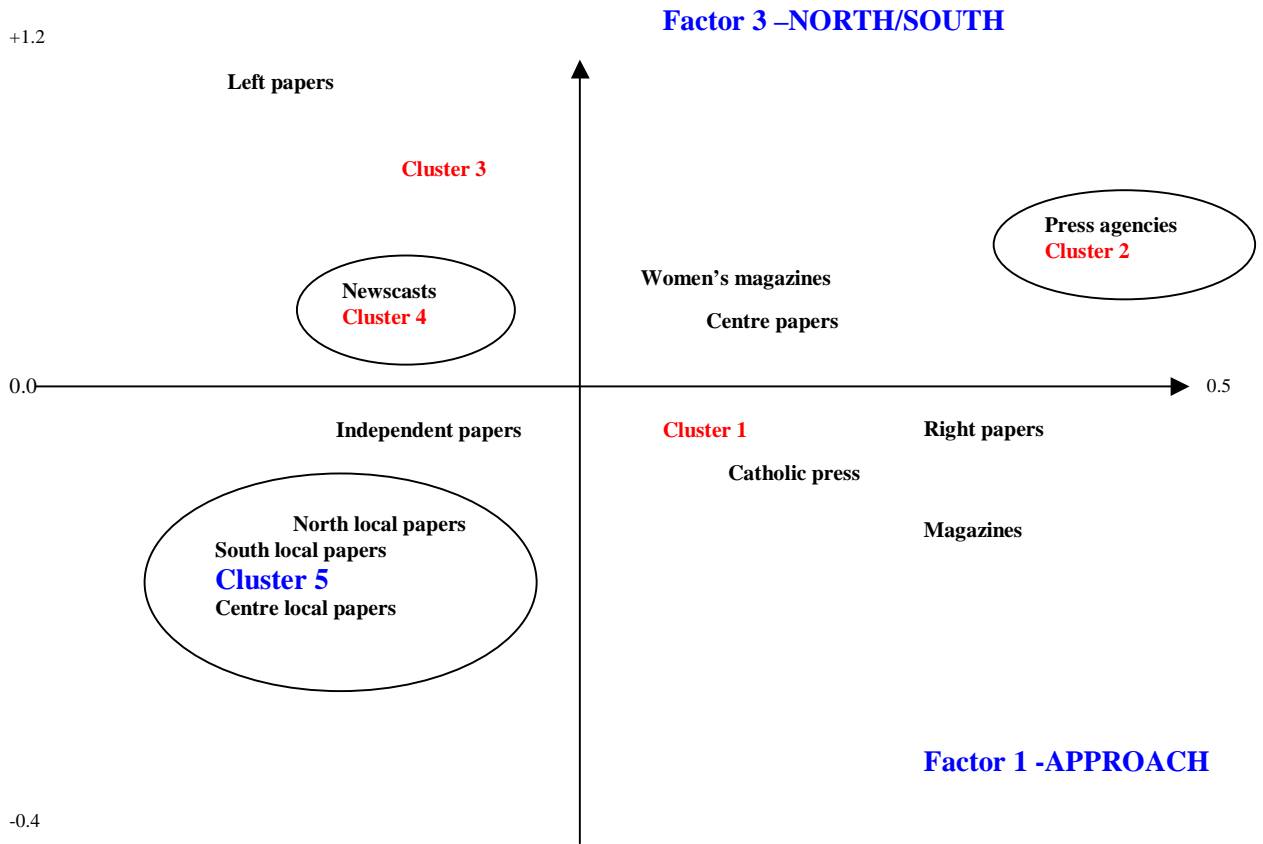 Factor 3 –NORTH/SOUTH
+1.2
Left papers
Cluster 3
Press agencies
Cluster 2
Women’s magazines
Newscasts
Cluster 4
Centre papers
0.0
0.5
Independent papers
Cluster 1
Right papers
Catholic press
North local papers
Magazines
South local papers
Cluster 5
Centre local papers
Factor 1 -APPROACH
-0.4